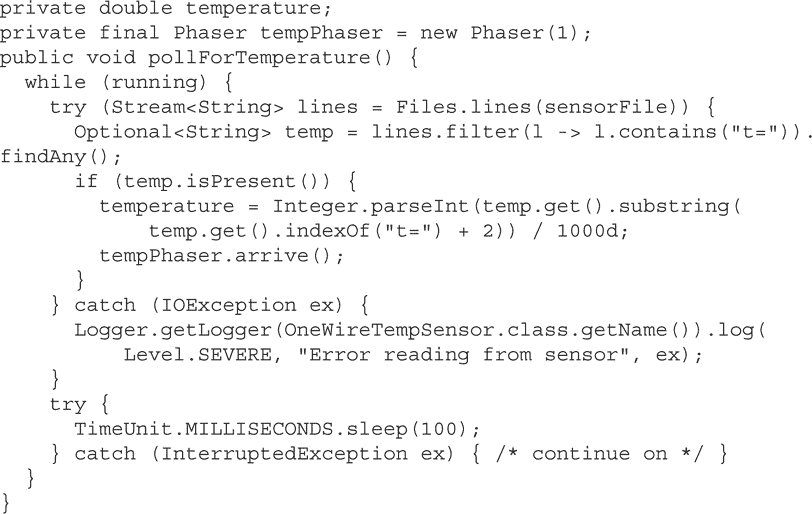 private double temperature;
private final Phaser tempPhaser = new Phaser(1);
public void pollForTemperature() {
  while (running) {
    try (Stream<String> lines = Files.lines(sensorFile)) {
      Optional<String> temp = lines.filter(l -> l.contains("t=")).
findAny();
      if (temp.isPresent()) {
        temperature = Integer.parseInt(temp.get().substring(
            temp.get().indexOf("t=") + 2)) / 1000d;
        tempPhaser.arrive();
      }
    } catch (IOException ex) {
      Logger.getLogger(OneWireTempSensor.class.getName()).log(
          Level.SEVERE, "Error reading from sensor", ex);
    }
    try {
      TimeUnit.MILLISECONDS.sleep(100);
    } catch (InterruptedException ex) { /* continue on */ }
  }
}